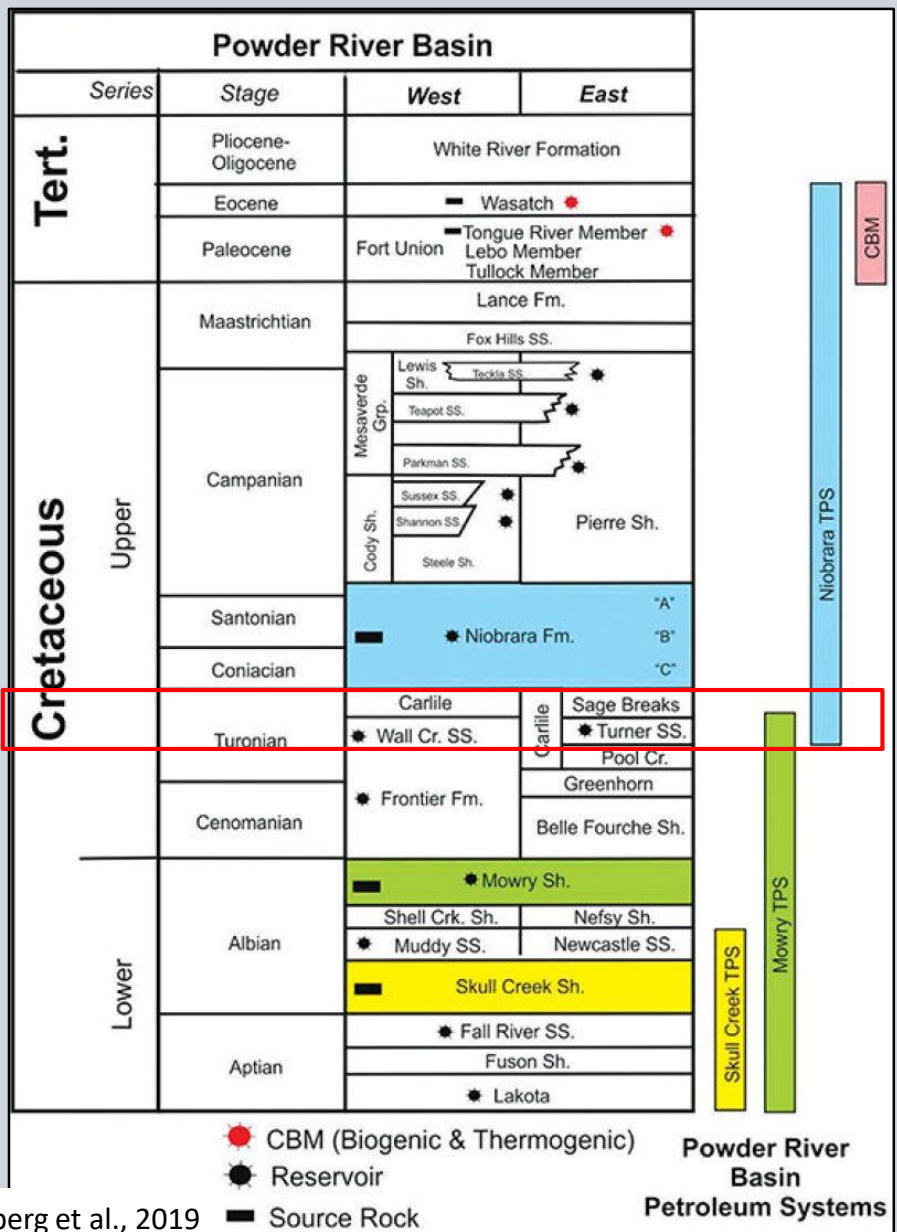 Powder River Basin
Series Stage West East
Tert.
Pliocene-
Oligocene
White River Formation
Eocene
Wasatch
Paleocene
Fort Union
Tongue River Member
Lebo Member
Tullock Member
Cretaceous
Upper
Maastrichtian
Lance Fm.
Fox Hills SS.
Campanian
Mesaverde
Grp.
Lewis
Sh.
Teckla SS.
Teapot SS.
Parkman SS.
Cody Sh.
Sussex SS.
Shannon SS.
Steele Sh.
Pierre Sh.
Santonian
Coniacian
Niobrara Fm.
"A"
"B"
"C"
Turonian
Carlile
Wall Cr. SS.
Carlile
Sage Breaks
Turner SS.
Pool Cr.
Greenhorn
Cenomanian
Frontier Fm.
Belle Fourche Sh.
Lower
Albian
Mowry Sh.
Shell Crk. Sh. Nefsy Sh.
Muddy SS. Newcastle SS.
Skull Creek Sh.
Aptian
Fall River SS.
Fuson Sh.
Lakota
CBM
Niobrara TPS
Mowry TPS
Skull Creek TPS
CBM (Biogenic & Thermogenic)
Reservoir
Source Rock
Powder River
Basin
Petroleum Systems
berg et al., 2019